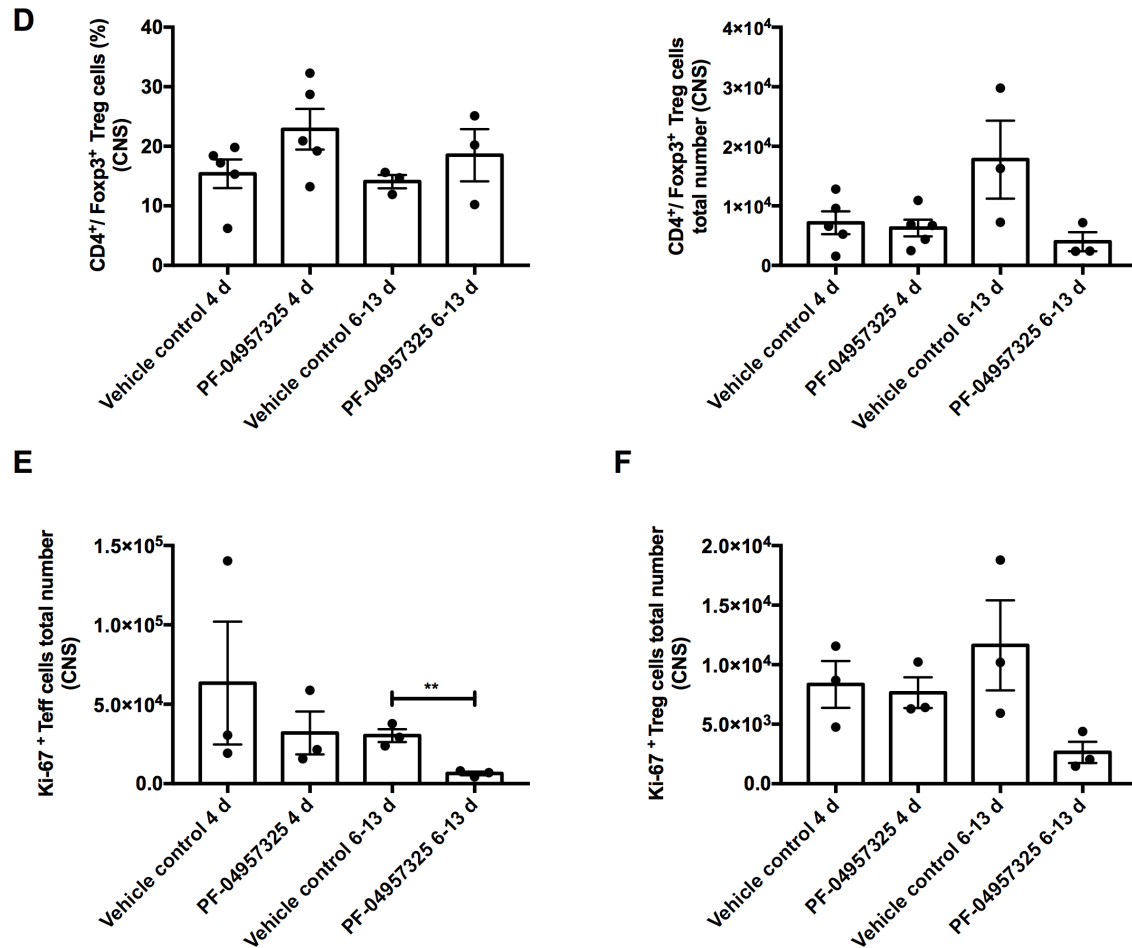 D
CD4⁺/ Foxp3⁺ Treg cells (%)
(CNS)
40
30
20
10
0
Vehicle control 4 d
PF-04957325 4 d
Vehicle control 6-13 d
PF-04957325 6-13 d
CD4⁺/ Foxp3⁺ Treg cells
total number (CNS)
4×10⁴
3×10⁴
2×10⁴
1×10⁴
0
Vehicle control 4 d
PF-04957325 4 d
Vehicle control 6-13 d
PF-04957325 6-13 d
E
Ki-67 ⁺ Teff cells total number
(CNS)
1.5×10⁵
1.0×10⁵
5.0×10⁴
0.0
**
Vehicle control 4 d
PF-04957325 4 d
Vehicle control 6-13 d
PF-04957325 6-13 d
F
Ki-67 ⁺ Treg cells total number
(CNS)
2.0×10⁴
1.5×10⁴
1.0×10⁴
5.0×10³
0.0
Vehicle control 4 d
PF-04957325 4 d
Vehicle control 6-13 d
PF-04957325 6-13 d